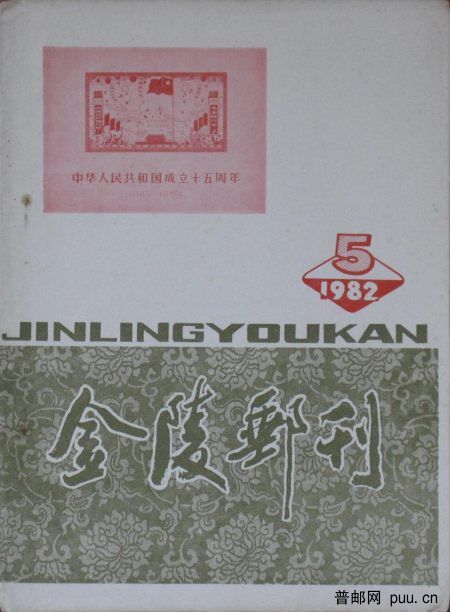 中华人民共和国成立十五周年
5
1982
JINLINGYOUKAN
金陵郵刊
普邮网 puu.cn